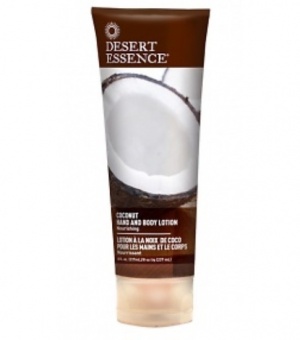 DESERT
ESSENCE
COCONUT
HAND AND BODY LOTION
Nourishing
LOTION À LA NOIX DE COCO
POUR LES MAINS ET LE CORPS
Nourrissant